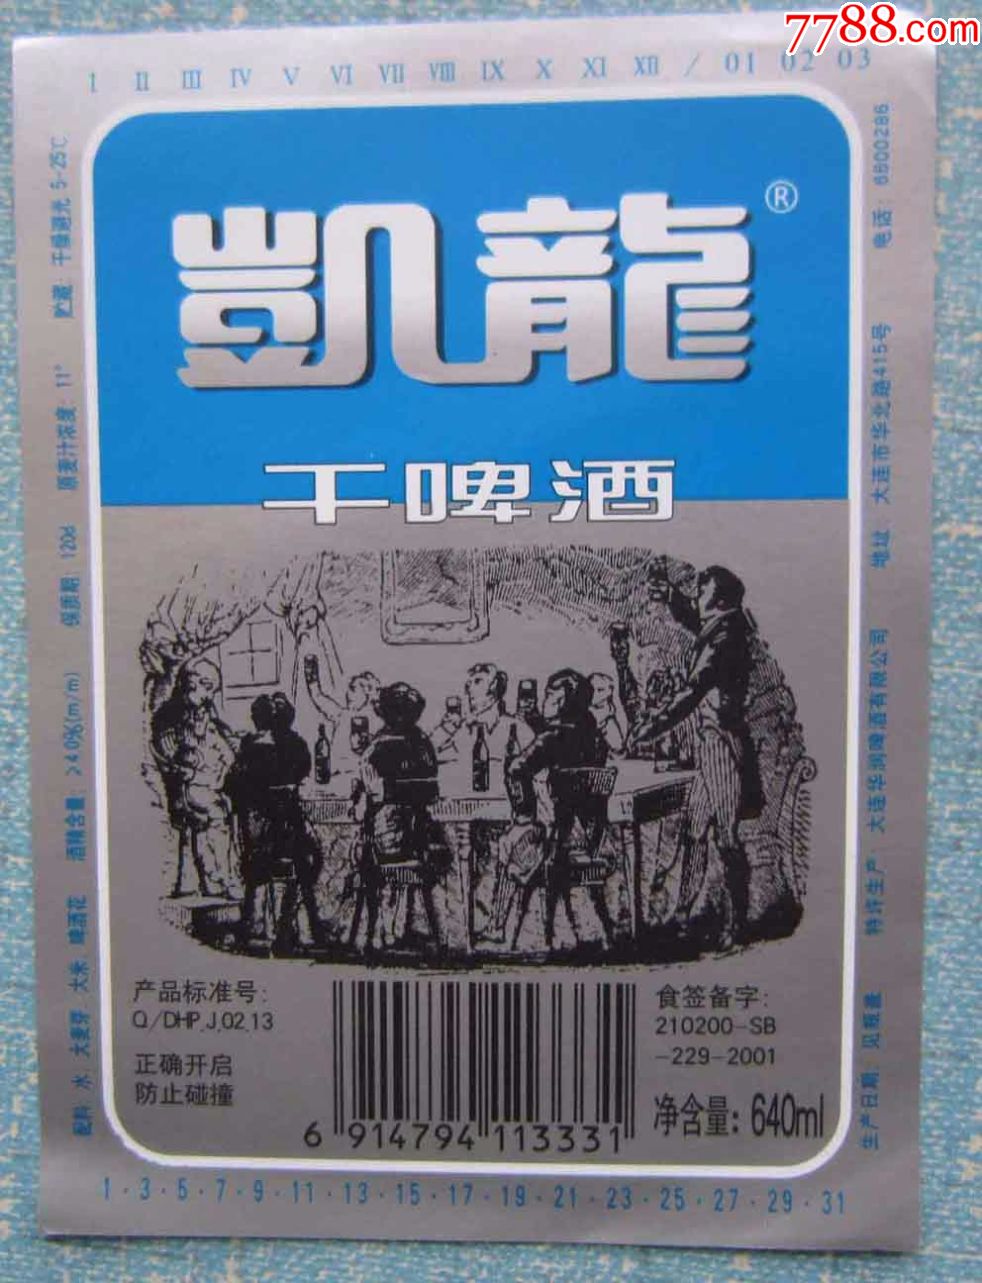 7788.com
I II III IV V VI VII VIII IX X XI XII / 01 02 03
凱龍®
干啤酒
配料: 水 大麦芽 大米 啤酒花 酒精含量: ≥4.0%(m/m) 保质期: 120d 原麦汁浓度: 11° 贮藏: 干燥避光 5-25℃
生产日期: 见瓶盖 特许生产: 大连华润啤酒有限公司 地址: 大连市华北路415号 电话: 6600286
产品标准号:
Q/DHP.J.02.13
正确开启
防止碰撞
6 914794 113331
食签备字:
210200-SB
-229-2001
净含量: 640ml
1·3·5·7·9·11·13·15·17·19·21·23·25·27·29·31